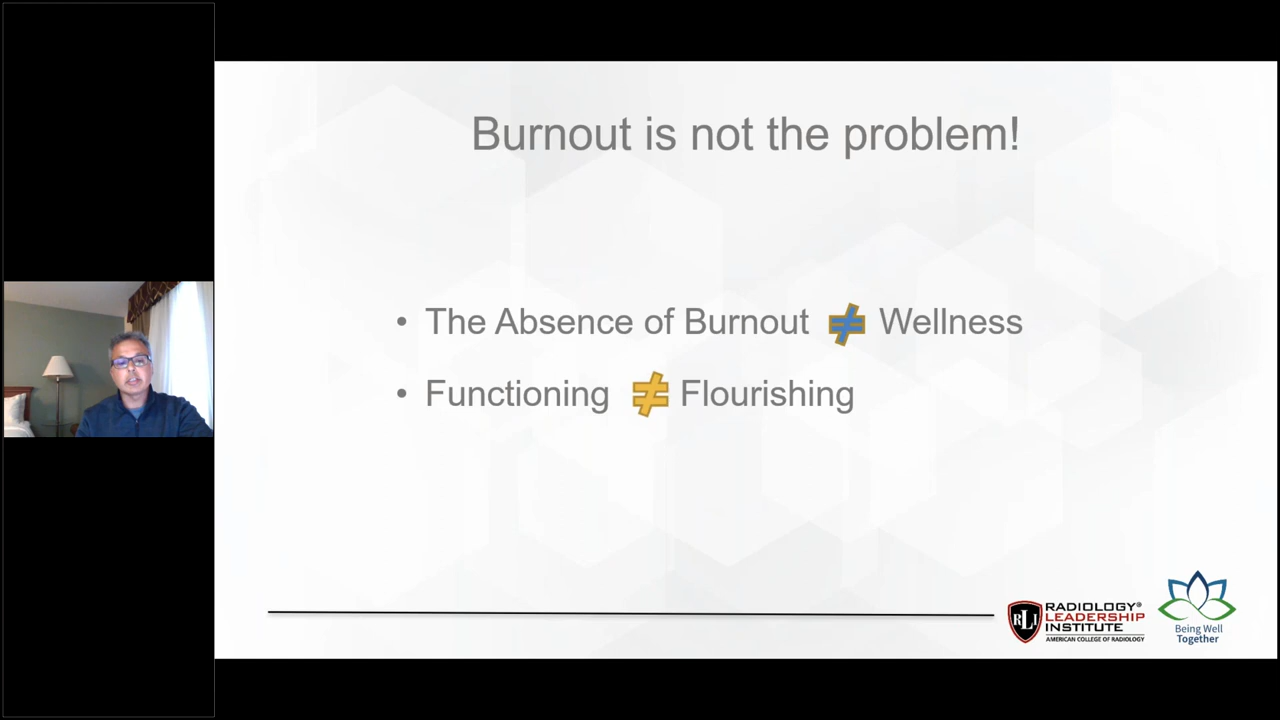 Burnout is not the problem!
• The Absence of Burnout ≠ Wellness
• Functioning ≠ Flourishing
RLI
RADIOLOGY®
LEADERSHIP
INSTITUTE
AMERICAN COLLEGE OF RADIOLOGY
Being Well
Together